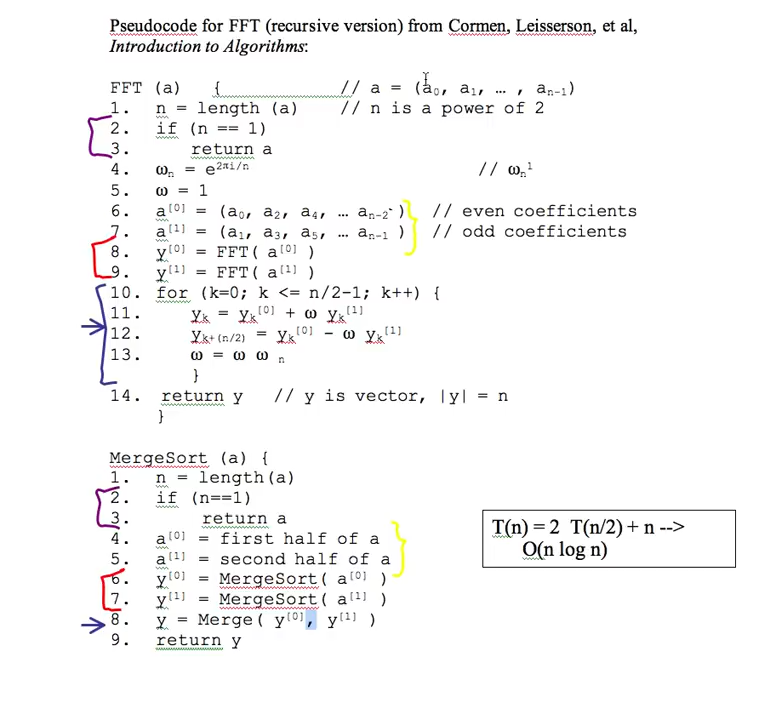 Pseudocode for FFT (recursive version) from Cormen, Leisserson, et al,
Introduction to Algorithms:
FFT (a) { // a = (a₀, a₁, … , aₙ₋₁)
1. n = length (a) // n is a power of 2
2. if (n == 1)
3. return a
4. ωₙ = e²πⁱ/ⁿ // ωₙ¹
5. ω = 1
6. a[0] = (a₀, a₂, a₄, … aₙ₋₂ ) // even coefficients
7. a[1] = (a₁, a₃, a₅, … aₙ₋₁ ) // odd coefficients
8. y[0] = FFT( a[0] )
9. y[1] = FFT( a[1] )
10. for (k=0; k <= n/2-1; k++) {
11. yₖ = yₖ[0] + ω yₖ[1]
12. yₖ₊₍ₙ/₂₎ = yₖ[0] - ω yₖ[1]
13. ω = ω ω ₙ
}
14. return y // y is vector, |y| = n
}
MergeSort (a) {
1. n = length(a)
2. if (n==1)
3. return a
4. a[0] = first half of a
5. a[1] = second half of a
6. y[0] = MergeSort( a[0] )
7. y[1] = MergeSort( a[1] )
8. y = Merge( y[0], y[1] )
9. return y
T(n) = 2 T(n/2) + n -->
O(n log n)